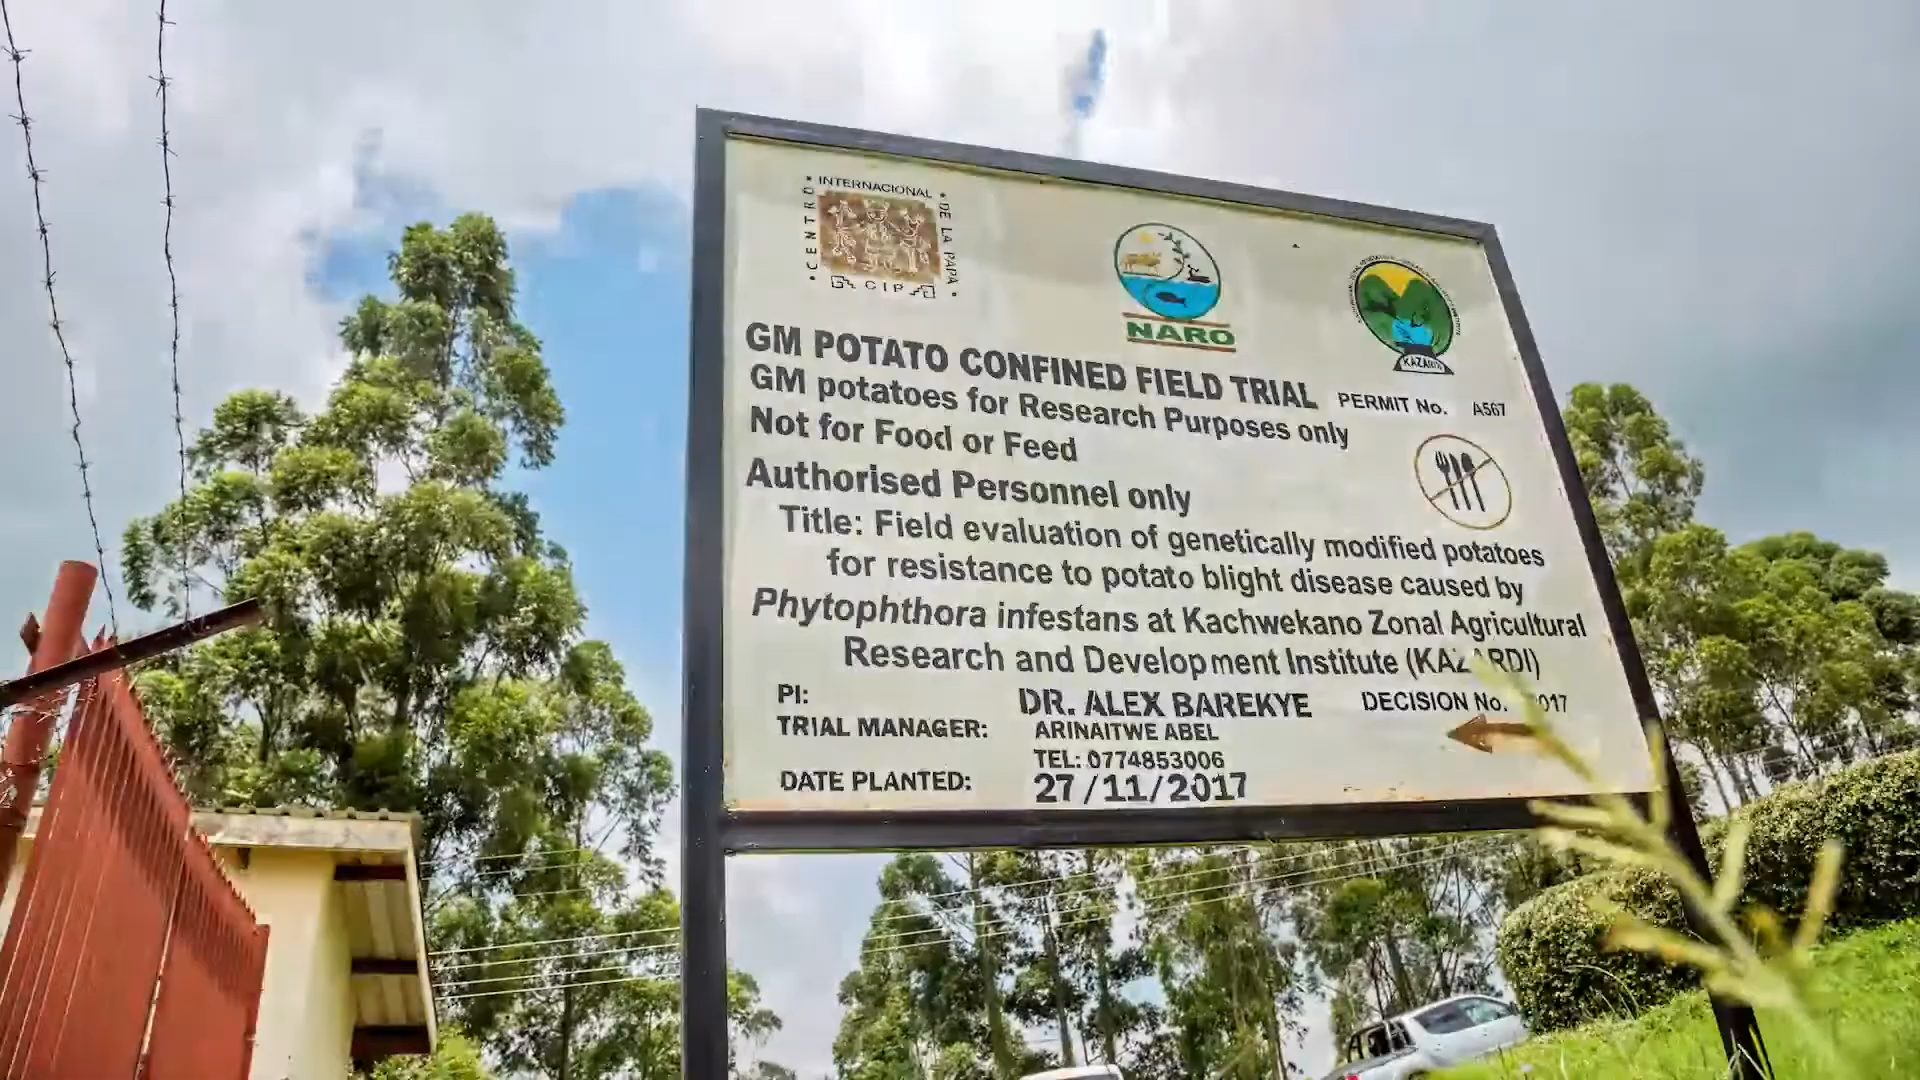 CENTRO INTERNACIONAL DE LA PAPA
CIP
NARO
KAZARDI
GM POTATO CONFINED FIELD TRIAL
PERMIT No. A567
GM potatoes for Research Purposes only
Not for Food or Feed
Authorised Personnel only
Title: Field evaluation of genetically modified potatoes
for resistance to potato blight disease caused by
Phytophthora infestans at Kachwekano Zonal Agricultural
Research and Development Institute (KAZARDI)
PI: DR. ALEX BAREKYE
DECISION No. 017
TRIAL MANAGER: ARINAITWE ABEL
TEL: 0774853006
DATE PLANTED: 27/11/2017